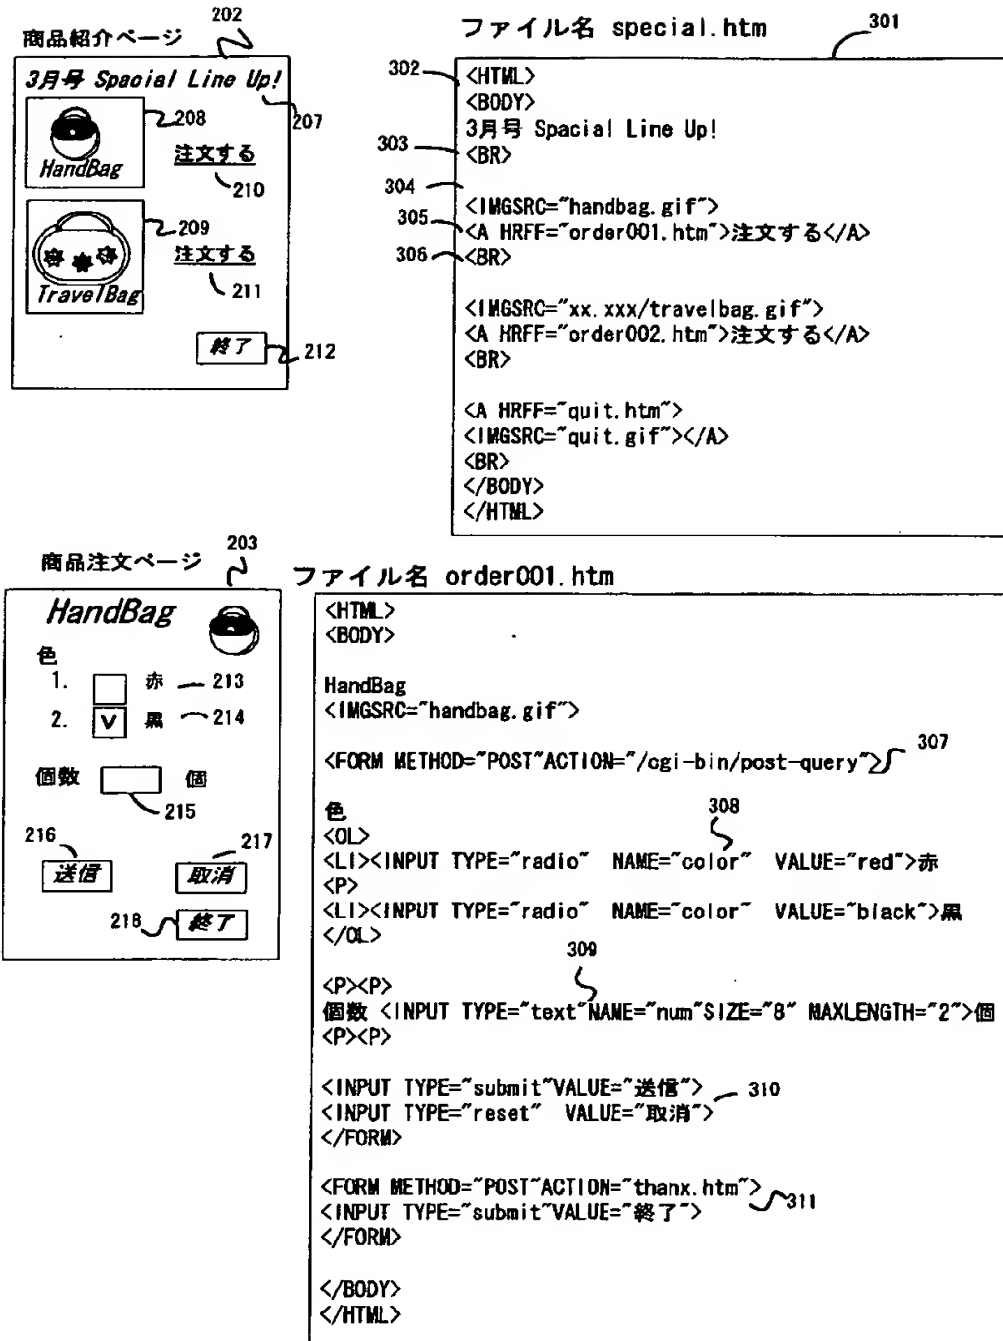 202
商品紹介ページ
3月号 Spacial Line Up!
207
208
HandBag
注文する
210
209
注文する
211
TravelBag
終了
212
ファイル名 special.htm
301
302
<HTML>
<BODY>
3月号 Spacial Line Up!
303
<BR>
304
<IMGSRC="handbag.gif">
305
<A HRFF="order001.htm">注文する</A>
306
<BR>
<IMGSRC="xx.xxx/travelbag.gif">
<A HRFF="order002.htm">注文する</A>
<BR>
<A HRFF="quit.htm">
<IMGSRC="quit.gif"></A>
<BR>
</BODY>
</HTML>
商品注文ページ
203
HandBag
色
1. 赤 213
2. V 黒 214
個数 個
215
216
217
送信
取消
218
終了
ファイル名 order001.htm
<HTML>
<BODY>
HandBag
<IMGSRC="handbag.gif">
<FORM METHOD="POST"ACTION="/cgi-bin/post-query">
307
色
308
<OL>
<LI><INPUT TYPE="radio" NAME="color" VALUE="red">赤
<P>
<LI><INPUT TYPE="radio" NAME="color" VALUE="black">黒
</OL>
309
<P><P>
個数 <INPUT TYPE="text"NAME="num"SIZE="8" MAXLENGTH="2">個
<P><P>
<INPUT TYPE="submit"VALUE="送信">
310
<INPUT TYPE="reset" VALUE="取消">
</FORM>
<FORM METHOD="POST"ACTION="thanx.htm">
311
<INPUT TYPE="submit"VALUE="終了">
</FORM>
</BODY>
</HTML>